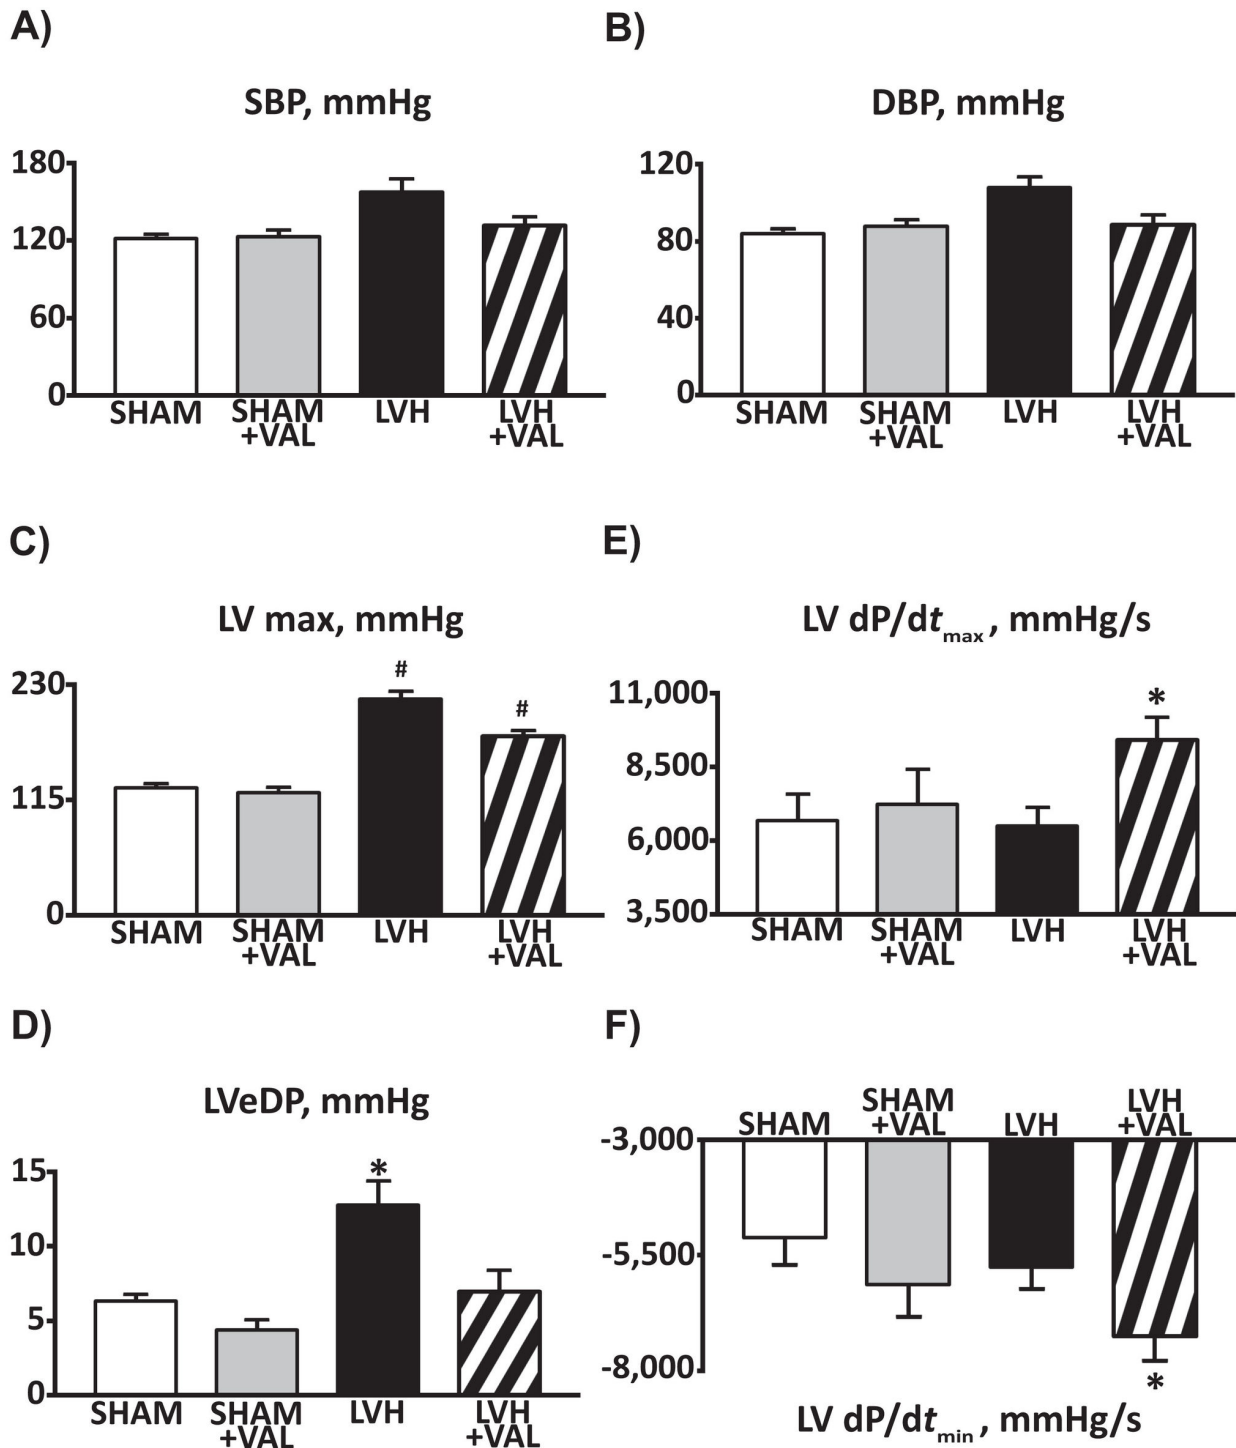 A)
SBP, mmHg
180
120
60
0
SHAM
SHAM
+VAL
LVH
LVH
+VAL
B)
DBP, mmHg
120
80
40
0
SHAM
SHAM
+VAL
LVH
LVH
+VAL
C)
LV max, mmHg
230
115
0
#
#
SHAM
SHAM
+VAL
LVH
LVH
+VAL
E)
LV dP/dtmax, mmHg/s
11,000
8,500
6,000
3,500
*
SHAM
SHAM
+VAL
LVH
LVH
+VAL
D)
LVeDP, mmHg
15
10
5
0
*
SHAM
SHAM
+VAL
LVH
LVH
+VAL
F)
SHAM
SHAM
+VAL
LVH
LVH
+VAL
-3,000
-5,500
-8,000
*
LV dP/dtmin, mmHg/s